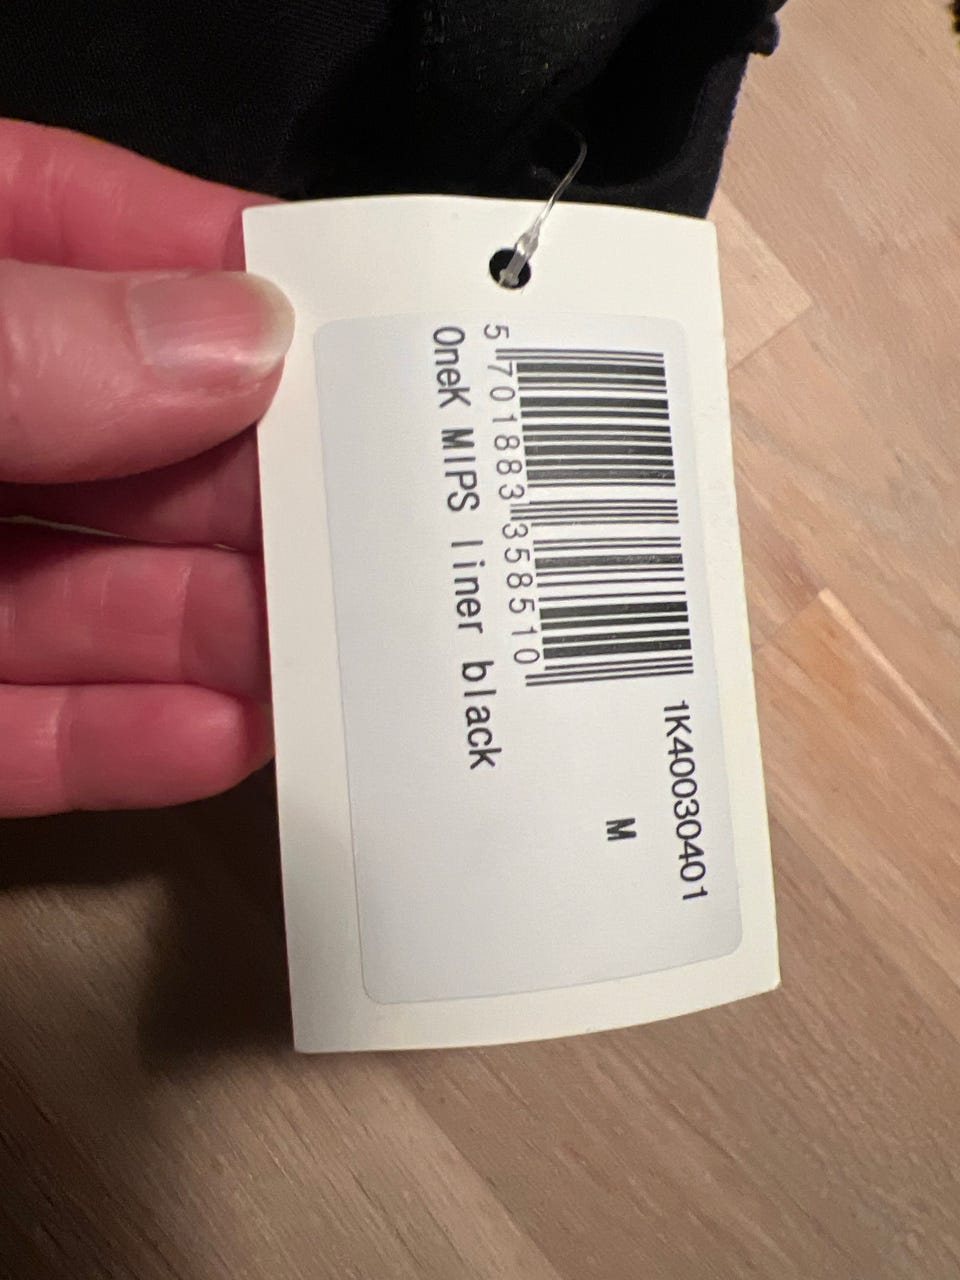 1K40030401
M
5 701883 358510
OneK MIPS liner black